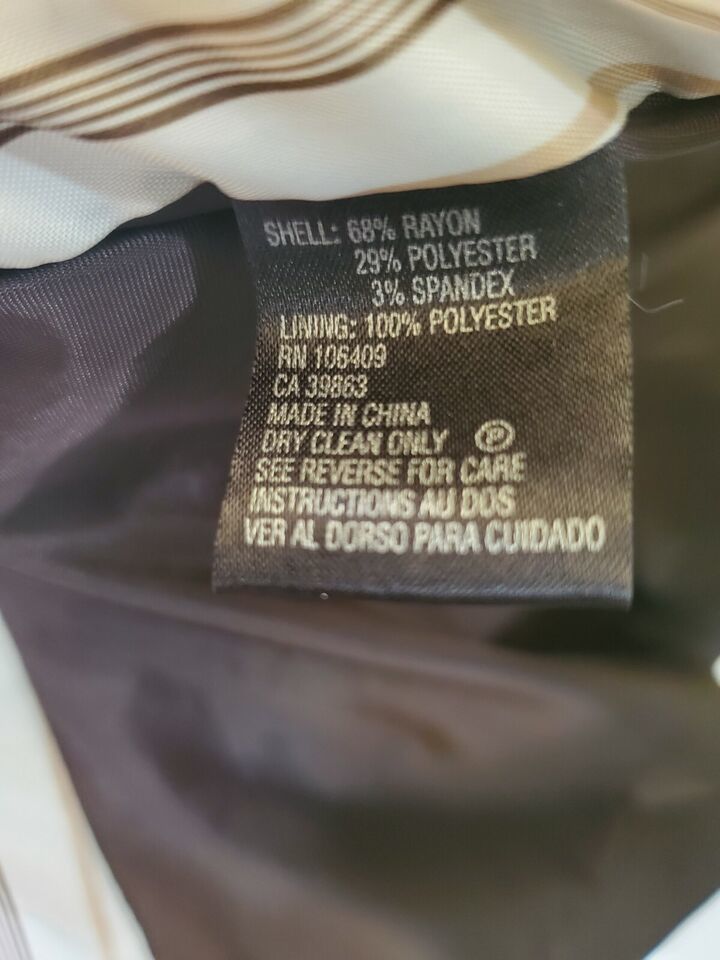 SHELL: 68% RAYON
29% POLYESTER
3% SPANDEX
LINING: 100% POLYESTER
RN 106409
CA 39863
MADE IN CHINA
DRY CLEAN ONLY Ⓟ
SEE REVERSE FOR CARE
INSTRUCTIONS AU DOS
VER AL DORSO PARA CUIDADO